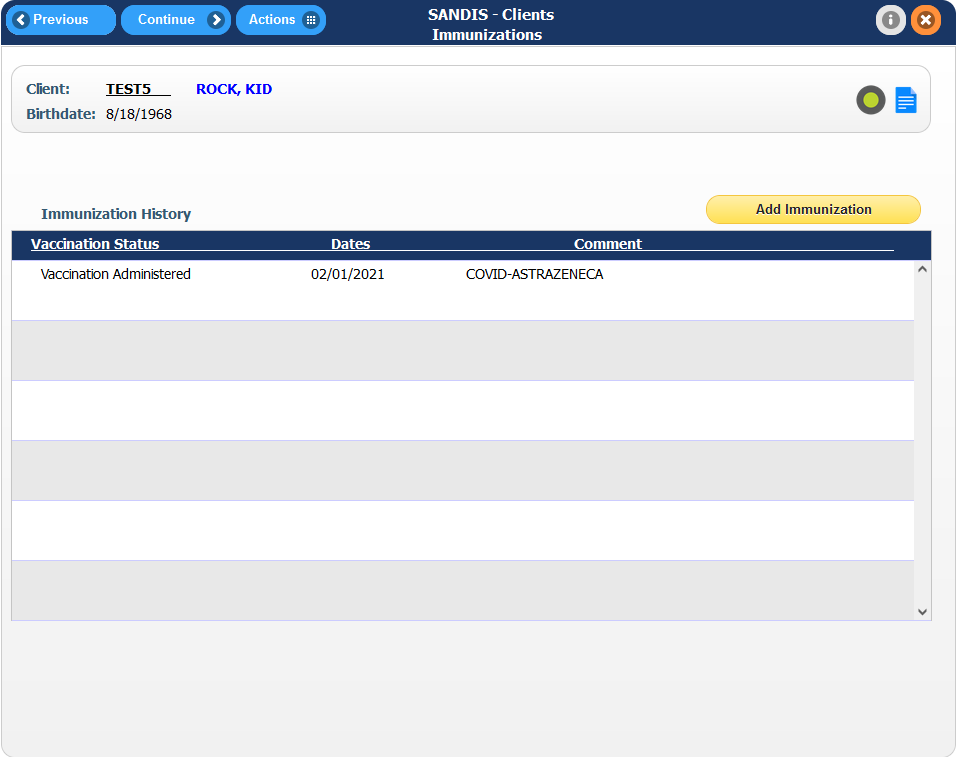 Previous Continue Actions SANDIS - Clients
Immunizations
Client: TEST5 ROCK, KID
Birthdate: 8/18/1968
Immunization History Add Immunization
Vaccination Status Dates Comment
Vaccination Administered 02/01/2021 COVID-ASTRAZENECA